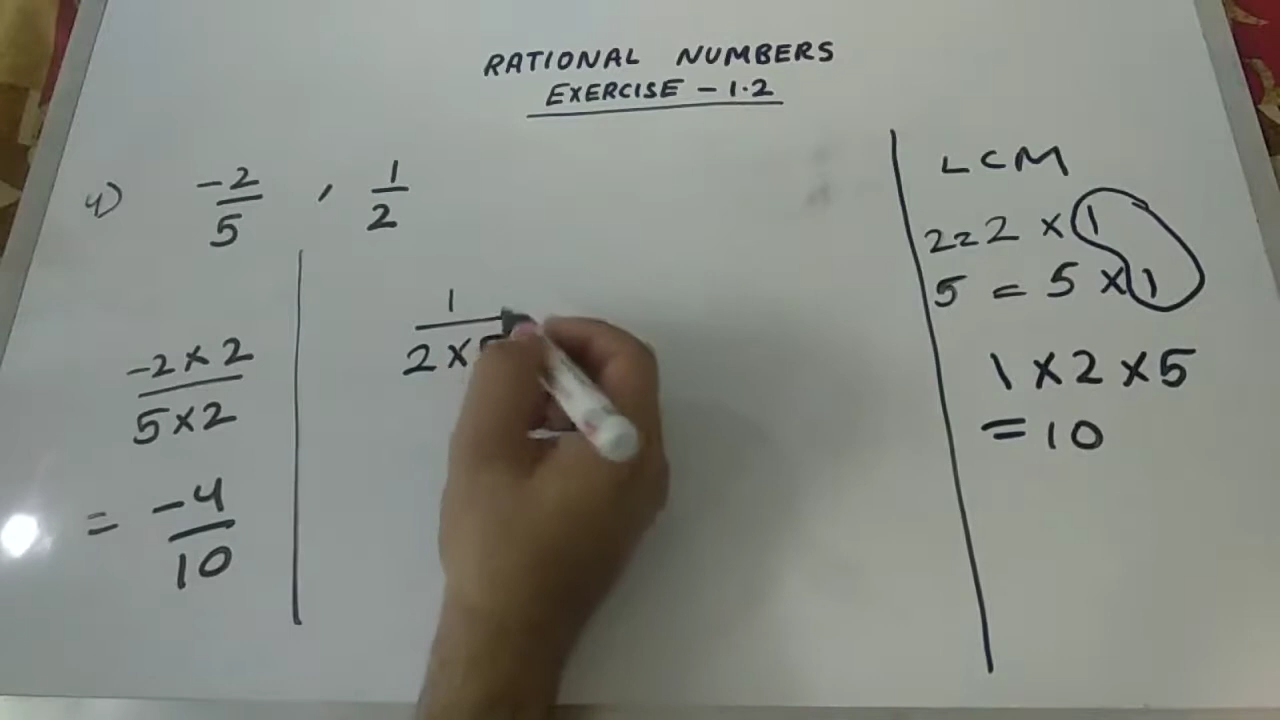 RATIONAL NUMBERS
EXERCISE - 1.2
4) -2/5 , 1/2
-2 × 2
5 × 2
= -4/10
1
2 × 5
LCM
2 = 2 × 1
5 = 5 × 1
1 × 2 × 5
= 10